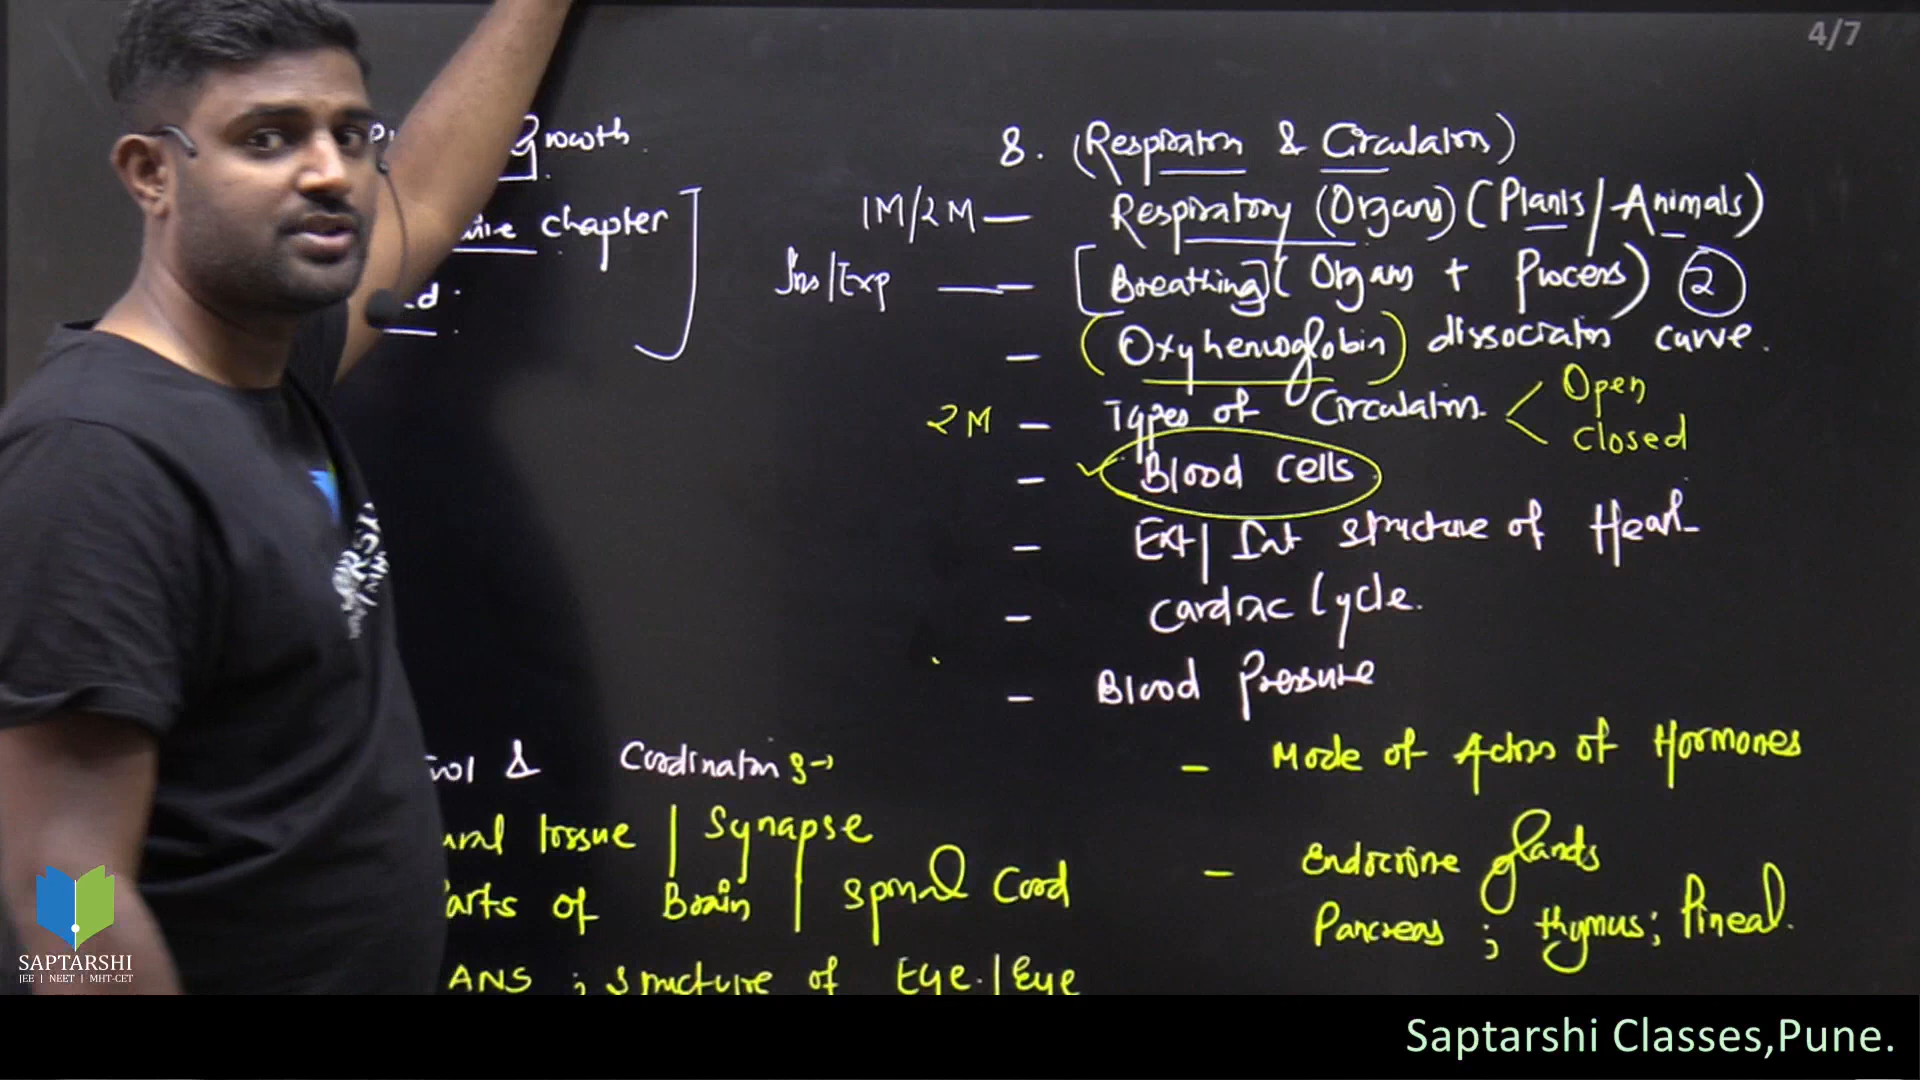 4/7
Growth
chapter
8. (Respiration & Circulation)
1M/2M — Respiratory (Organs) (Plants/Animals)
Ins/Exp — [Breathing] (Organs + Process) 2
- (Oxyhemoglobin) dissociation curve.
2M - Types of Circulation. < Open
Closed
- Blood Cells
- Ext/Int structure of Heart
- Cardiac Cycle.
- Blood Pressure
& Coordination :→
tissue | Synapse
of Brain | Spinal Cord
ANS ; structure of Eye. | Eye
- Mode of Action of Hormones
- Endocrine glands
Pancreas ; thymus ; Pineal.
SAPTARSHI
JEE | NEET | MHT-CET
Saptarshi Classes,Pune.